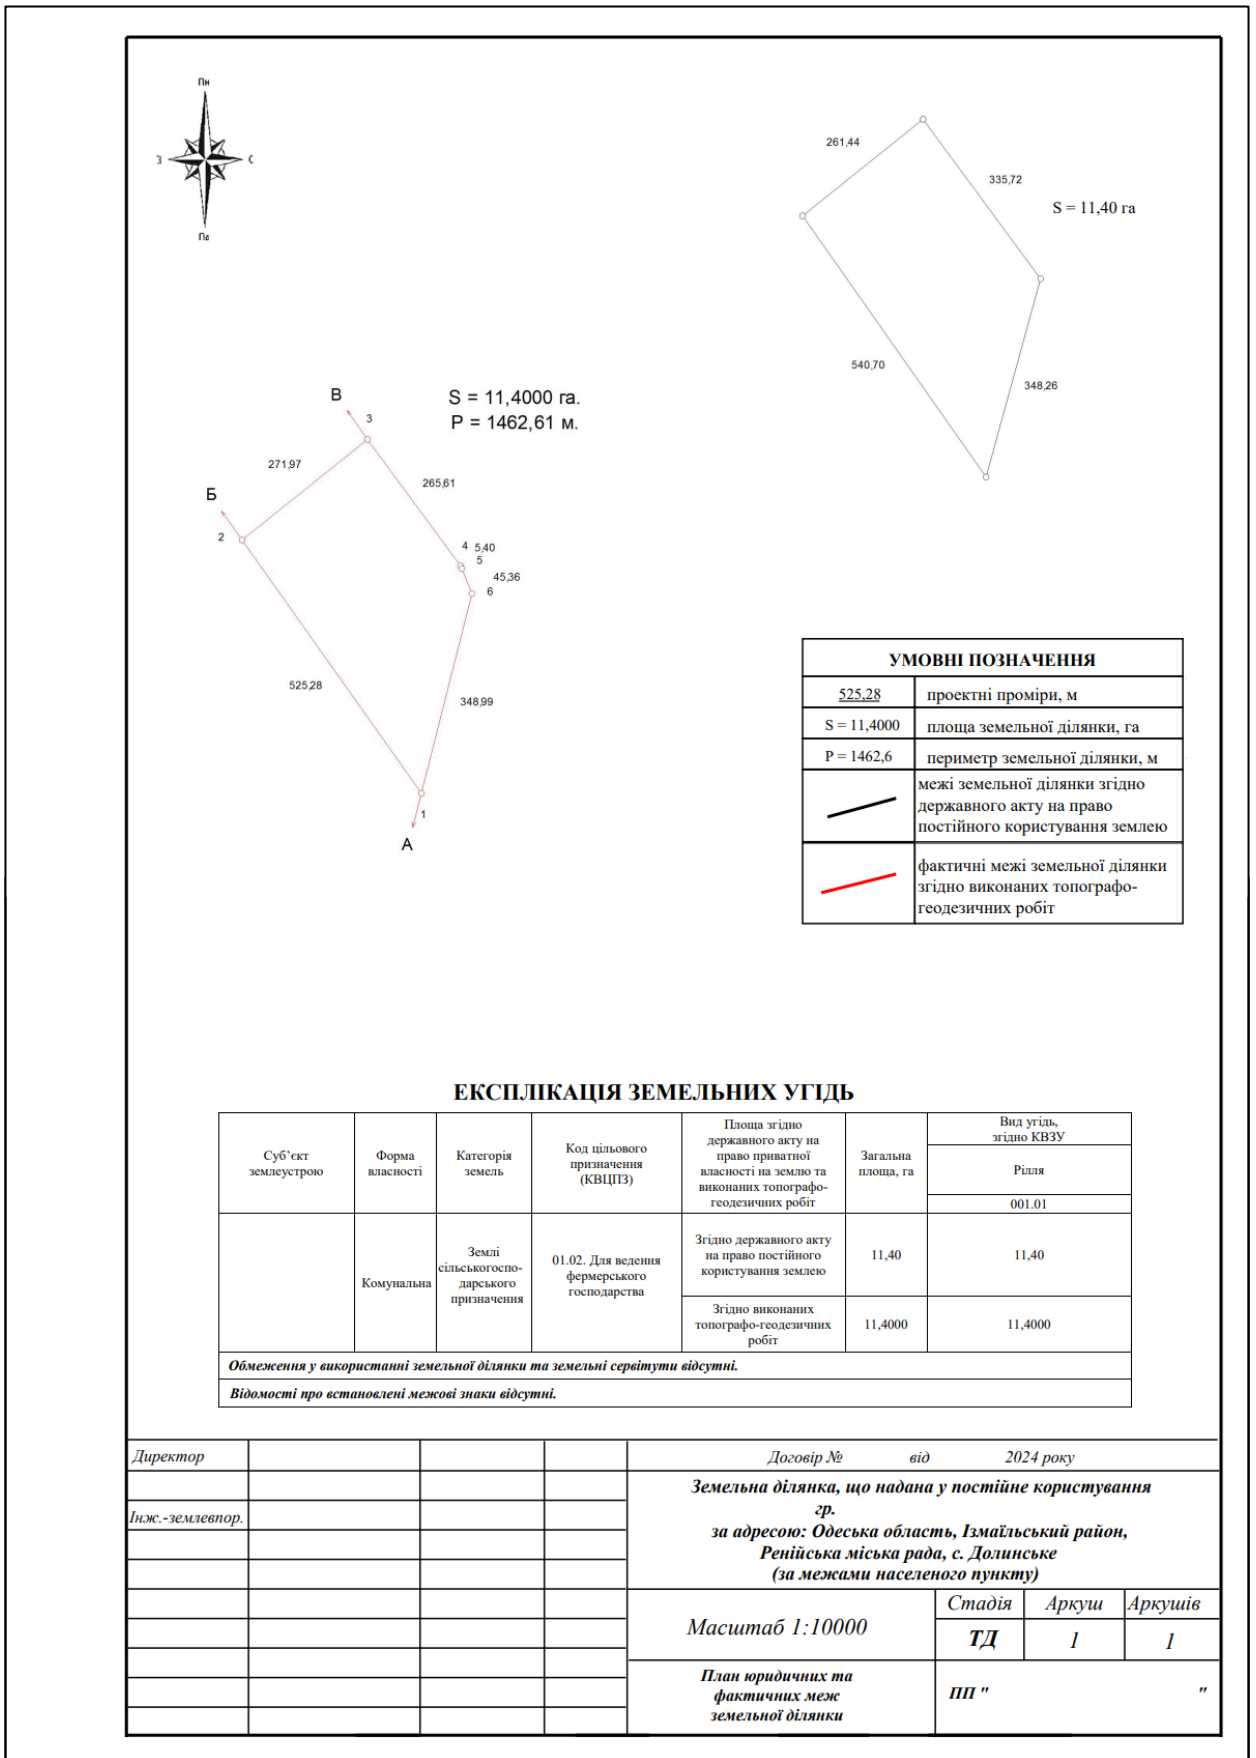 Пн
З
С
Пд
261,44
335,72
S = 11,40 га
540,70
348,26
В
3
S = 11,4000 га.
P = 1462,61 м.
271,97
265,61
Б
2
4 5,40
5
45,36
6
525,28
348,99
1
А
УМОВНІ ПОЗНАЧЕННЯ
525,28 проектні проміри, м
S = 11,4000 площа земельної ділянки, га
P = 1462,6 периметр земельної ділянки, м
межі земельної ділянки згідно
державного акту на право
постійного користування землею
фактичні межі земельної ділянки
згідно виконаних топографо-
геодезичних робіт
ЕКСПЛІКАЦІЯ ЗЕМЕЛЬНИХ УГІДЬ
Суб’єкт
землеустрою
Форма
власності
Категорія
земель
Код цільового
призначення
(КВЦПЗ)
Площа згідно
державного акту на
право приватної
власності на землю та
виконаних топографо-
геодезичних робіт
Загальна
площа, га
Вид угідь,
згідно КВЗУ
Рілля
001.01
Комунальна
Землі
сільськогоспо-
дарського
призначення
01.02. Для ведення
фермерського
господарства
Згідно державного акту
на право постійного
користування землею
11,40
11,40
Згідно виконаних
топографо-геодезичних
робіт
11,4000
11,4000
Обмеження у використанні земельної ділянки та земельні сервітути відсутні.
Відомості про встановлені межові знаки відсутні.
Директор
Договір № від 2024 року
Інж.-землевпор.
Земельна ділянка, що надана у постійне користування
гр.
за адресою: Одеська область, Ізмаїльський район,
Ренійська міська рада, с. Долинське
(за межами населеного пункту)
Масштаб 1:10000
Стадія Аркуш Аркушів
ТД 1 1
План юридичних та
фактичних меж
земельної ділянки
ПП " "